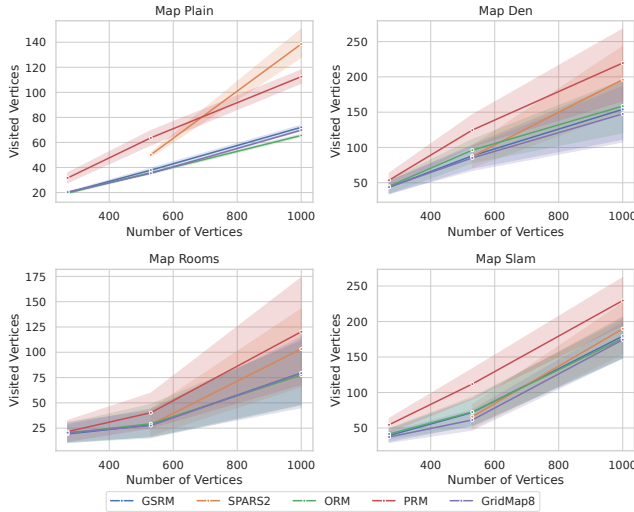 Map Plain
140
120
100
80
60
40
20
Visited Vertices
400 600 800 1000
Number of Vertices
Map Den
250
200
150
100
50
Visited Vertices
400 600 800 1000
Number of Vertices
Map Rooms
175
150
125
100
75
50
25
Visited Vertices
400 600 800 1000
Number of Vertices
Map Slam
250
200
150
100
50
Visited Vertices
400 600 800 1000
Number of Vertices
GSRM SPARS2 ORM PRM GridMap8